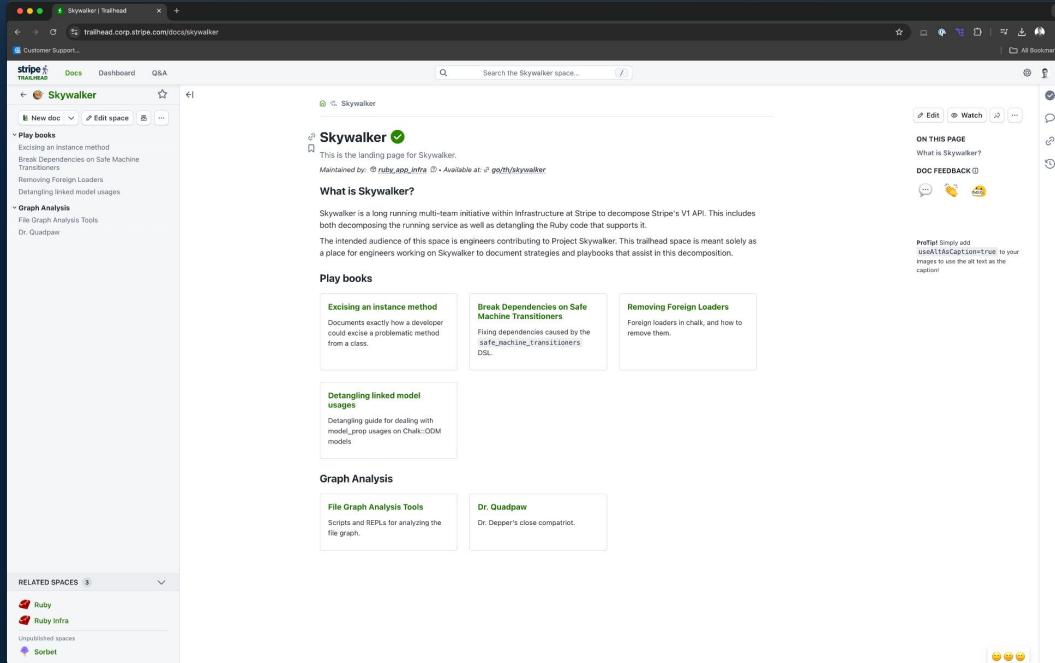 Skywalker | Trailhead
trailhead.corp.stripe.com/docs/skywalker
Customer Support...
All Bookmar
stripe
TRAILHEAD
Docs
Dashboard
Q&A
Search the Skywalker space...
/
Skywalker
New doc
Edit space
Play books
Excising an instance method
Break Dependencies on Safe Machine
Transitioners
Removing Foreign Loaders
Detangling linked model usages
Graph Analysis
File Graph Analysis Tools
Dr. Quadpaw
RELATED SPACES 3
Ruby
Ruby Infra
Unpublished spaces
Sorbet
Skywalker
Skywalker
This is the landing page for Skywalker.
Maintained by: ruby_app_infra • Available at: go/th/skywalker
What is Skywalker?
Skywalker is a long running multi-team initiative within Infrastructure at Stripe to decompose Stripe's V1 API. This includes
both decomposing the running service as well as detangling the Ruby code that supports it.
The intended audience of this space is engineers contributing to Project Skywalker. This trailhead space is meant solely as
a place for engineers working on Skywalker to document strategies and playbooks that assist in this decomposition.
Play books
Excising an instance method
Documents exactly how a developer
could excise a problematic method
from a class.
Break Dependencies on Safe
Machine Transitioners
Fixing dependencies caused by the
safe_machine_transitioners
DSL.
Removing Foreign Loaders
Foreign loaders in chalk, and how to
remove them.
Detangling linked model
usages
Detangling guide for dealing with
model_prop usages on Chalk::ODM
models
Graph Analysis
File Graph Analysis Tools
Scripts and REPLs for analyzing the
file graph.
Dr. Quadpaw
Dr. Depper's close compatriot.
Edit
Watch
ON THIS PAGE
What is Skywalker?
DOC FEEDBACK
ProTip! Simply add
useAltAsCaption=true to your
images to use the alt text as the
caption!